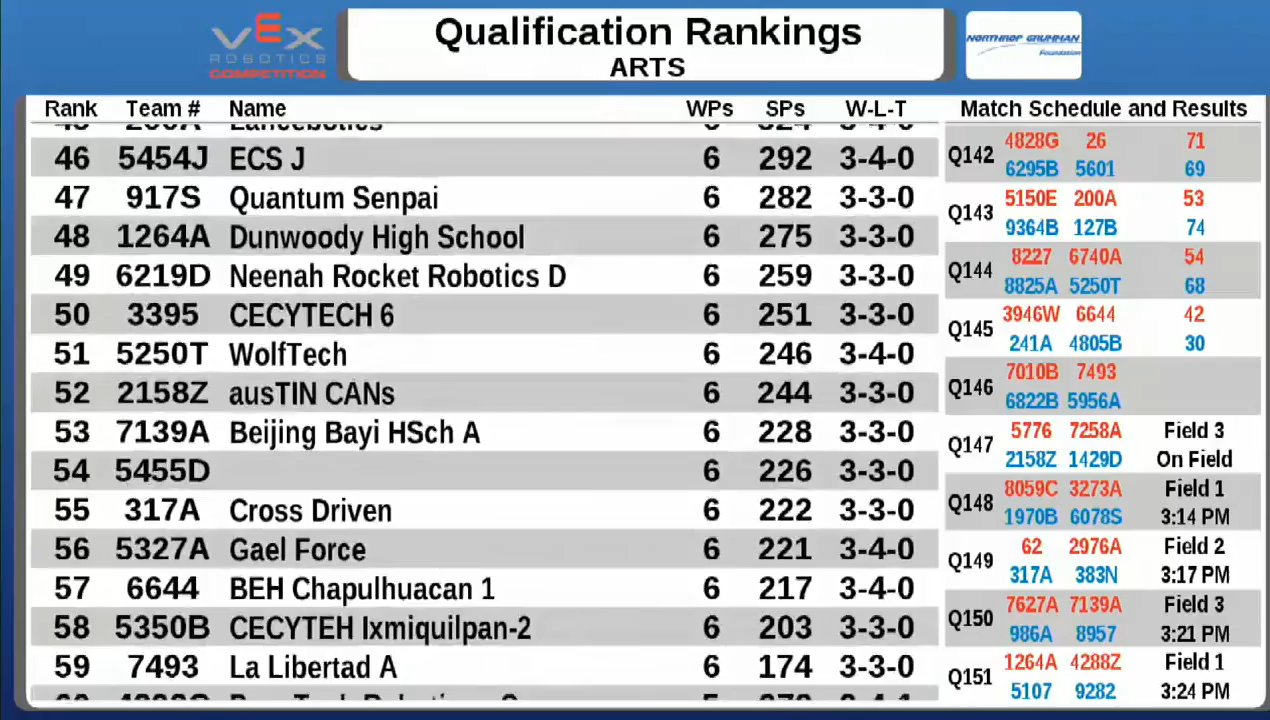 VEX
ROBOTICS
COMPETITION
Qualification Rankings
ARTS
NORTHROP GRUMMAN
Foundation
Rank Team # Name WPs SPs W-L-T
46 5454J ECS J 6 292 3-4-0
47 917S Quantum Senpai 6 282 3-3-0
48 1264A Dunwoody High School 6 275 3-3-0
49 6219D Neenah Rocket Robotics D 6 259 3-3-0
50 3395 CECYTECH 6 6 251 3-3-0
51 5250T WolfTech 6 246 3-4-0
52 2158Z ausTIN CANs 6 244 3-3-0
53 7139A Beijing Bayi HSch A 6 228 3-3-0
54 5455D 6 226 3-3-0
55 317A Cross Driven 6 222 3-3-0
56 5327A Gael Force 6 221 3-4-0
57 6644 BEH Chapulhuacan 1 6 217 3-4-0
58 5350B CECYTEH Ixmiquilpan-2 6 203 3-3-0
59 7493 La Libertad A 6 174 3-3-0
Match Schedule and Results
Q142 4828G 26 71
6295B 5601 69
Q143 5150E 200A 53
9364B 127B 74
Q144 8227 6740A 54
8825A 5250T 68
Q145 3946W 6644 42
241A 4805B 30
Q146 7010B 7493
6822B 5956A
Q147 5776 7258A Field 3
2158Z 1429D On Field
Q148 8059C 3273A Field 1
1970B 6078S 3:14 PM
Q149 62 2976A Field 2
317A 383N 3:17 PM
Q150 7627A 7139A Field 3
986A 8957 3:21 PM
Q151 1264A 4288Z Field 1
5107 9282 3:24 PM